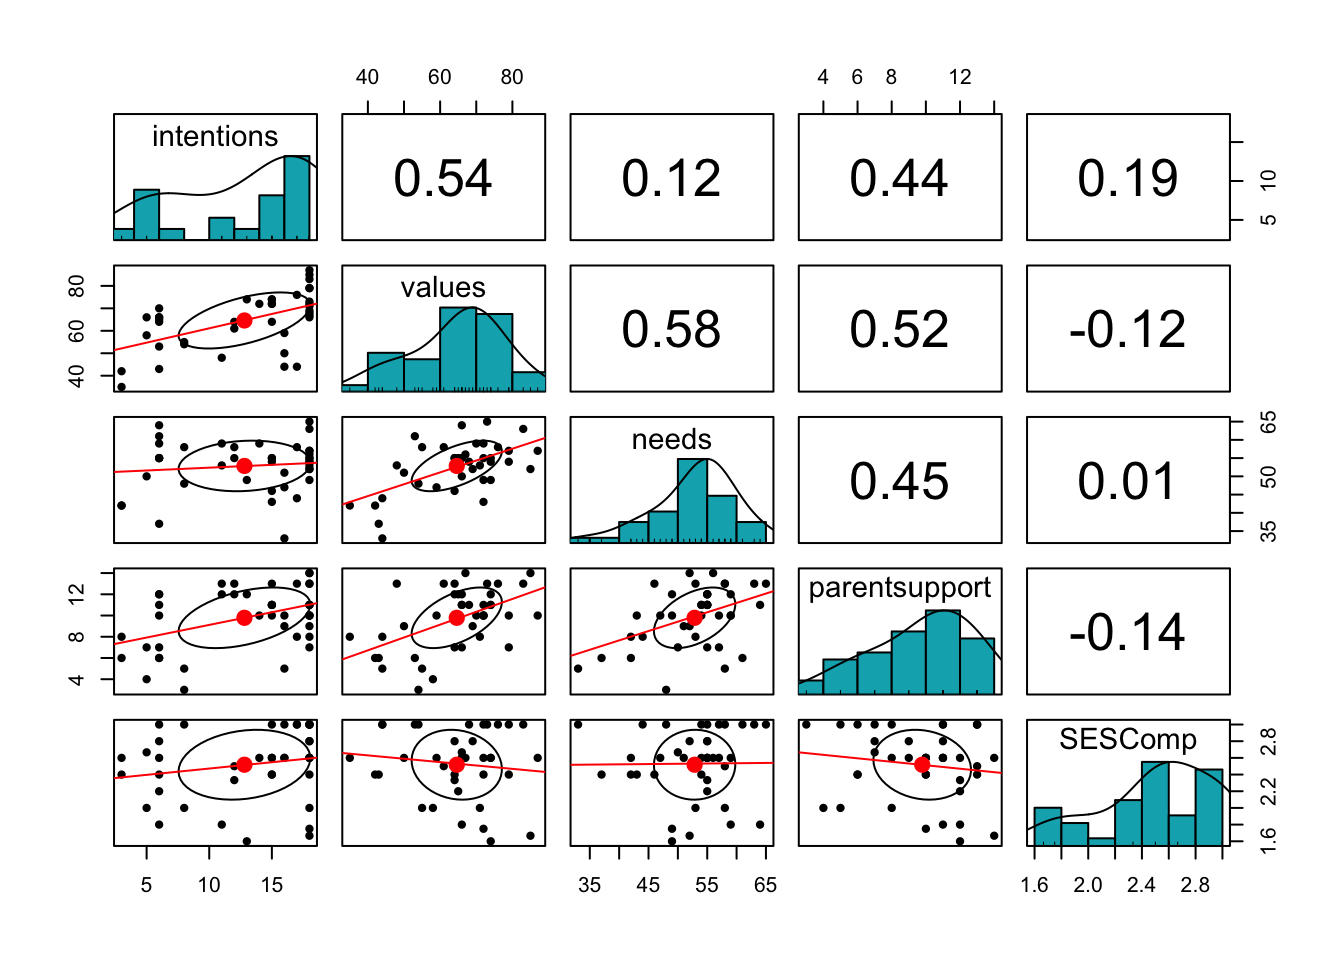 40 60 80 4 6 8 12
intentions 0.54 0.12 0.44 0.19 5 10
40 60 80 values 0.58 0.52 -0.12
needs 0.45 0.01 35 50 65
4 8 12 parentsupport -0.14
SESComp 1.6 2.2 2.8
5 10 15 35 45 55 65 1.6 2.0 2.4 2.8